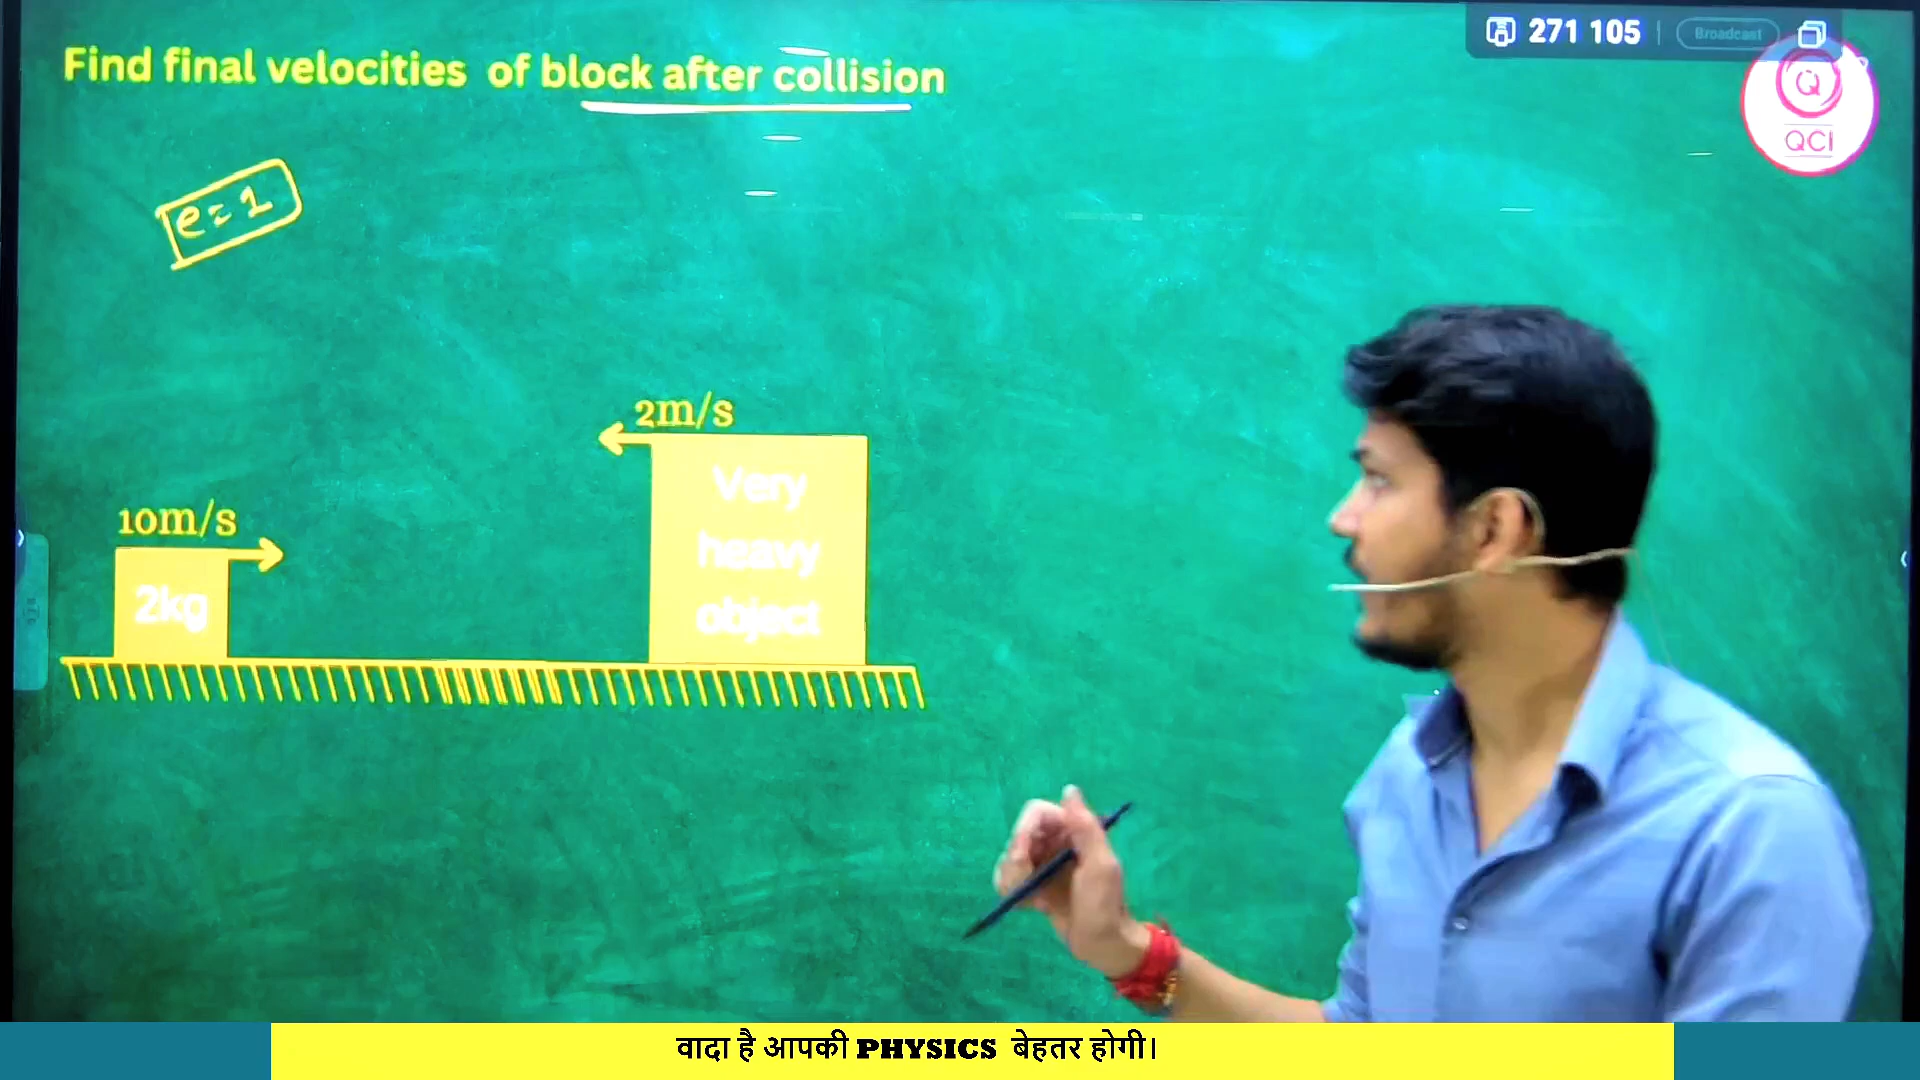 271 105
Broadcast
Find final velocities of block after collision
QCI
e = 1
2m/s
10m/s
Very
heavy
object
2kg
वादा है आपकी PHYSICS बेहतर होगी।